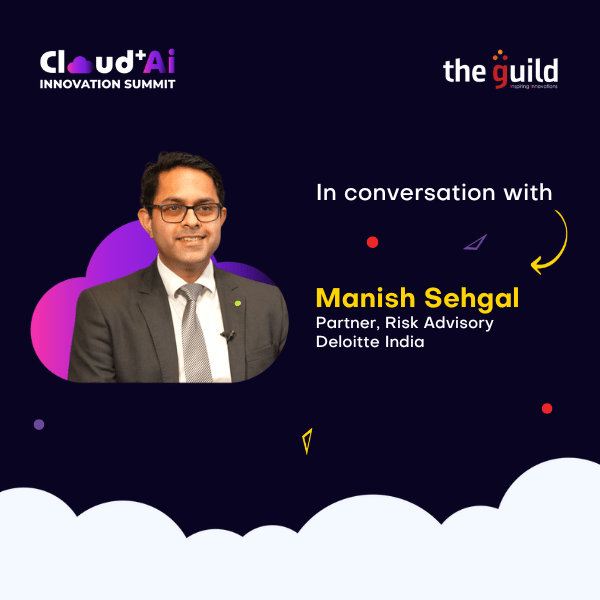 Cloud+Ai
INNOVATION SUMMIT
the guild
inspiring innovations
In conversation with
Manish Sehgal
Partner, Risk Advisory
Deloitte India